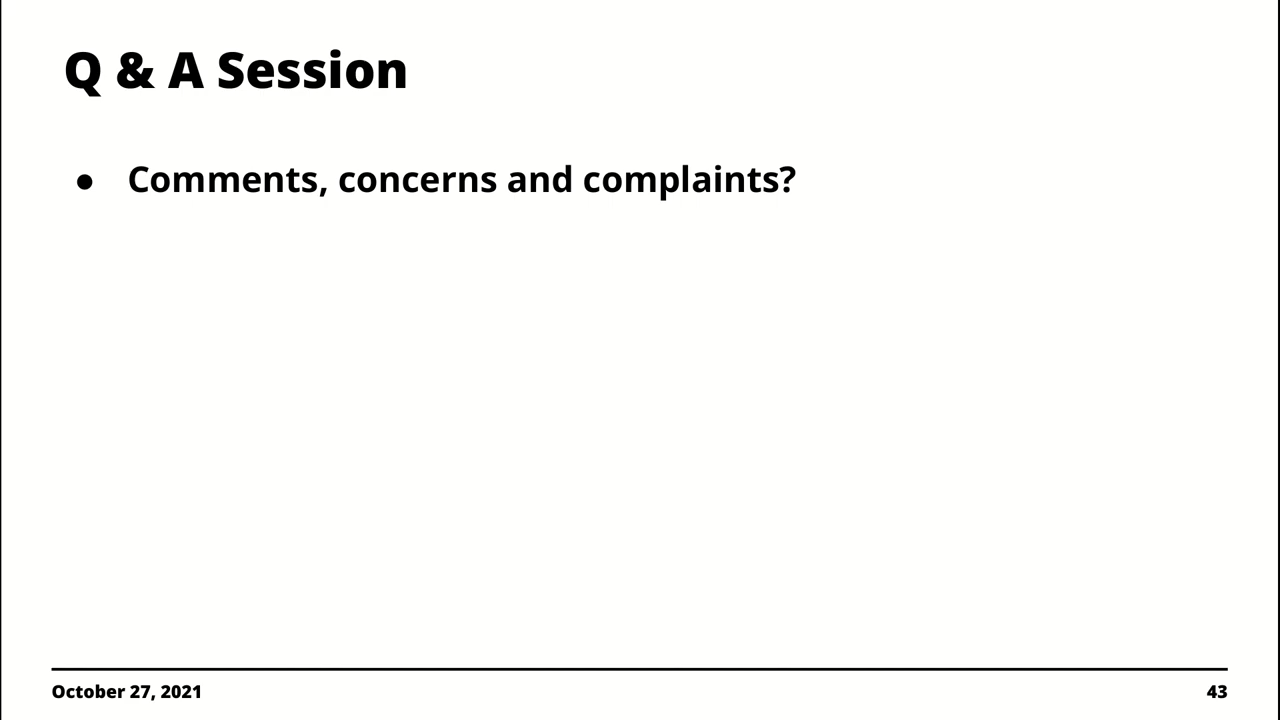 Q & A Session
● Comments, concerns and complaints?
October 27, 2021
43